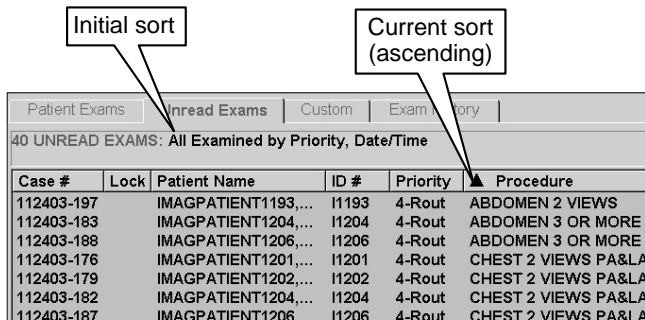 Initial sort
Current sort
(ascending)
Patient Exams Unread Exams Custom Exam History
40 UNREAD EXAMS: All Examined by Priority, Date/Time
Case # Lock Patient Name ID # Priority ▲ Procedure
112403-197 IMAGPATIENT1193,... I1193 4-Rout ABDOMEN 2 VIEWS
112403-183 IMAGPATIENT1204,... I1204 4-Rout ABDOMEN 3 OR MORE
112403-188 IMAGPATIENT1206,... I1206 4-Rout ABDOMEN 3 OR MORE
112403-176 IMAGPATIENT1201,... I1201 4-Rout CHEST 2 VIEWS PA&LA
112403-179 IMAGPATIENT1202,... I1202 4-Rout CHEST 2 VIEWS PA&LA
112403-182 IMAGPATIENT1204,... I1204 4-Rout CHEST 2 VIEWS PA&LA
112403-187 IMAGPATIENT1206 I1206 4-Rout CHEST 2 VIEWS PA&LA